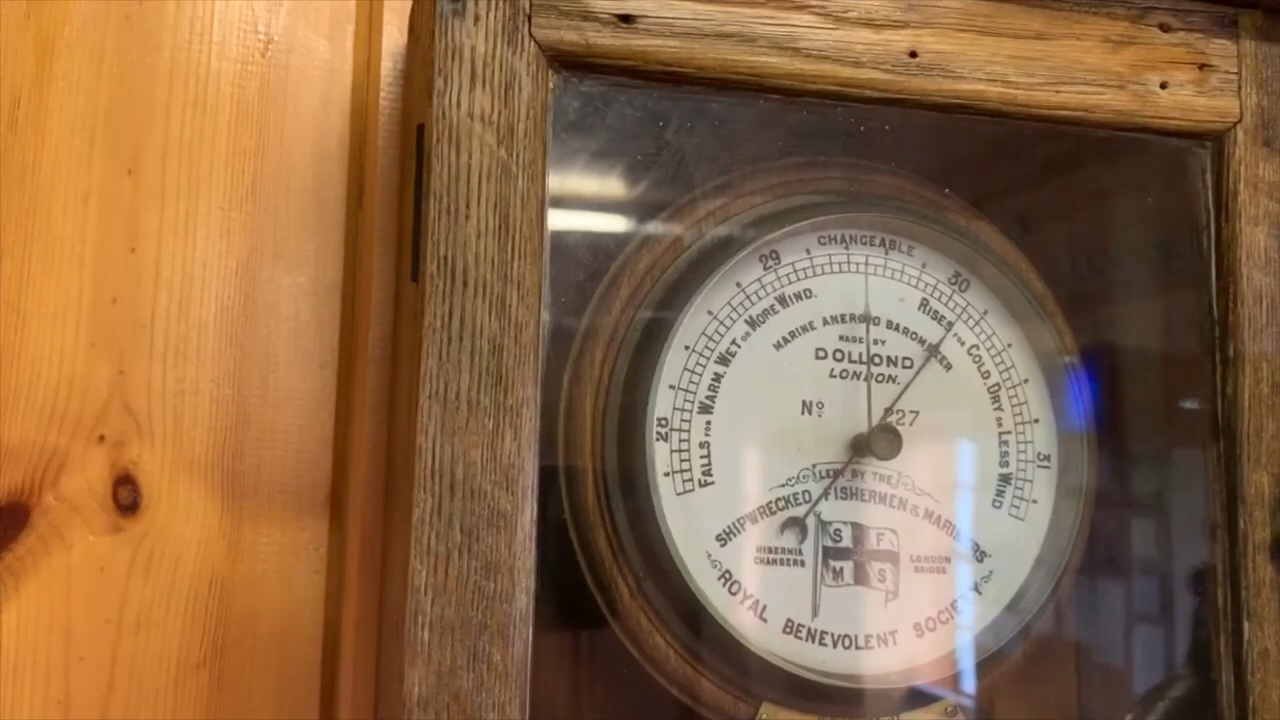 CHANGEABLE
28
29
30
31
FALLS FOR WARM, WET OR MORE WIND.
RISES FOR COLD, DRY OR LESS WIND
MARINE ANEROID BAROMETER
MADE BY
DOLLOND
LONDON.
No 227
LENT BY THE
SHIPWRECKED FISHERMEN & MARINERS
HIBERNIA CHAMBERS
S F
M S
LONDON BRIDGE
ROYAL BENEVOLENT SOCIETY